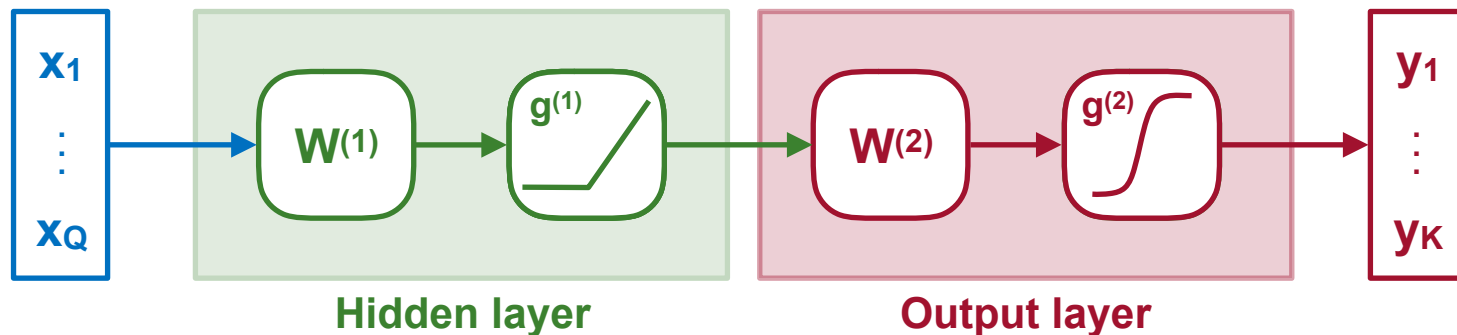 x1
⋮
xQ
W(1)
g(1)
Hidden layer
W(2)
g(2)
Output layer
y1
⋮
yK